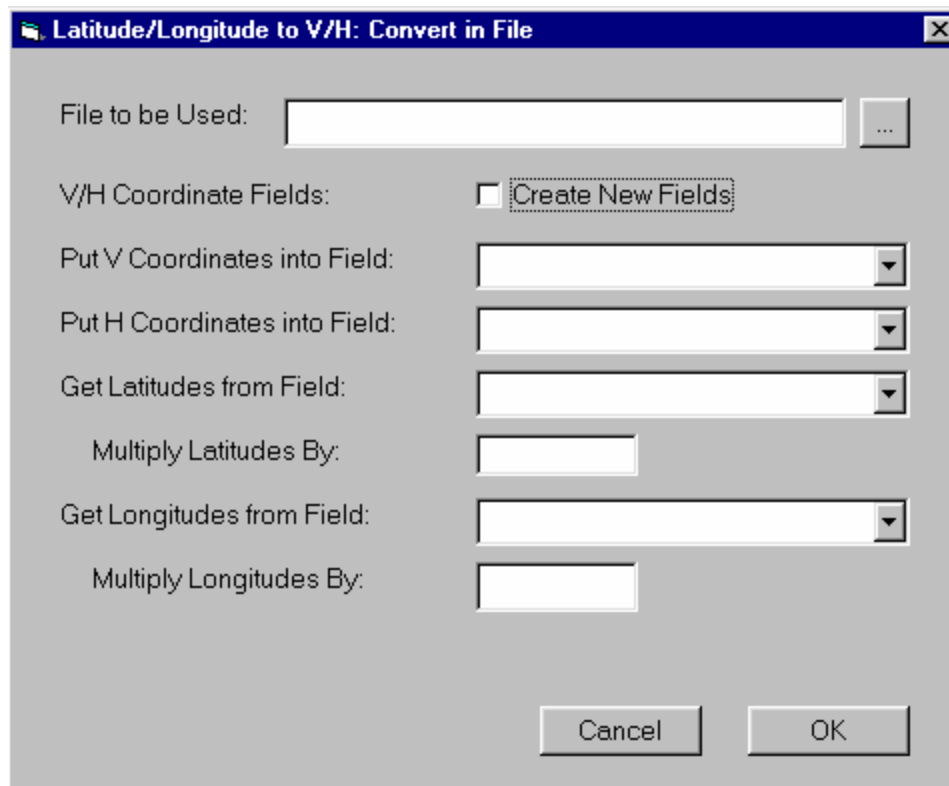 Latitude/Longitude to V/H: Convert in File
File to be Used:
...
V/H Coordinate Fields:
Create New Fields
Put V Coordinates into Field:
Put H Coordinates into Field:
Get Latitudes from Field:
Multiply Latitudes By:
Get Longitudes from Field:
Multiply Longitudes By:
Cancel
OK